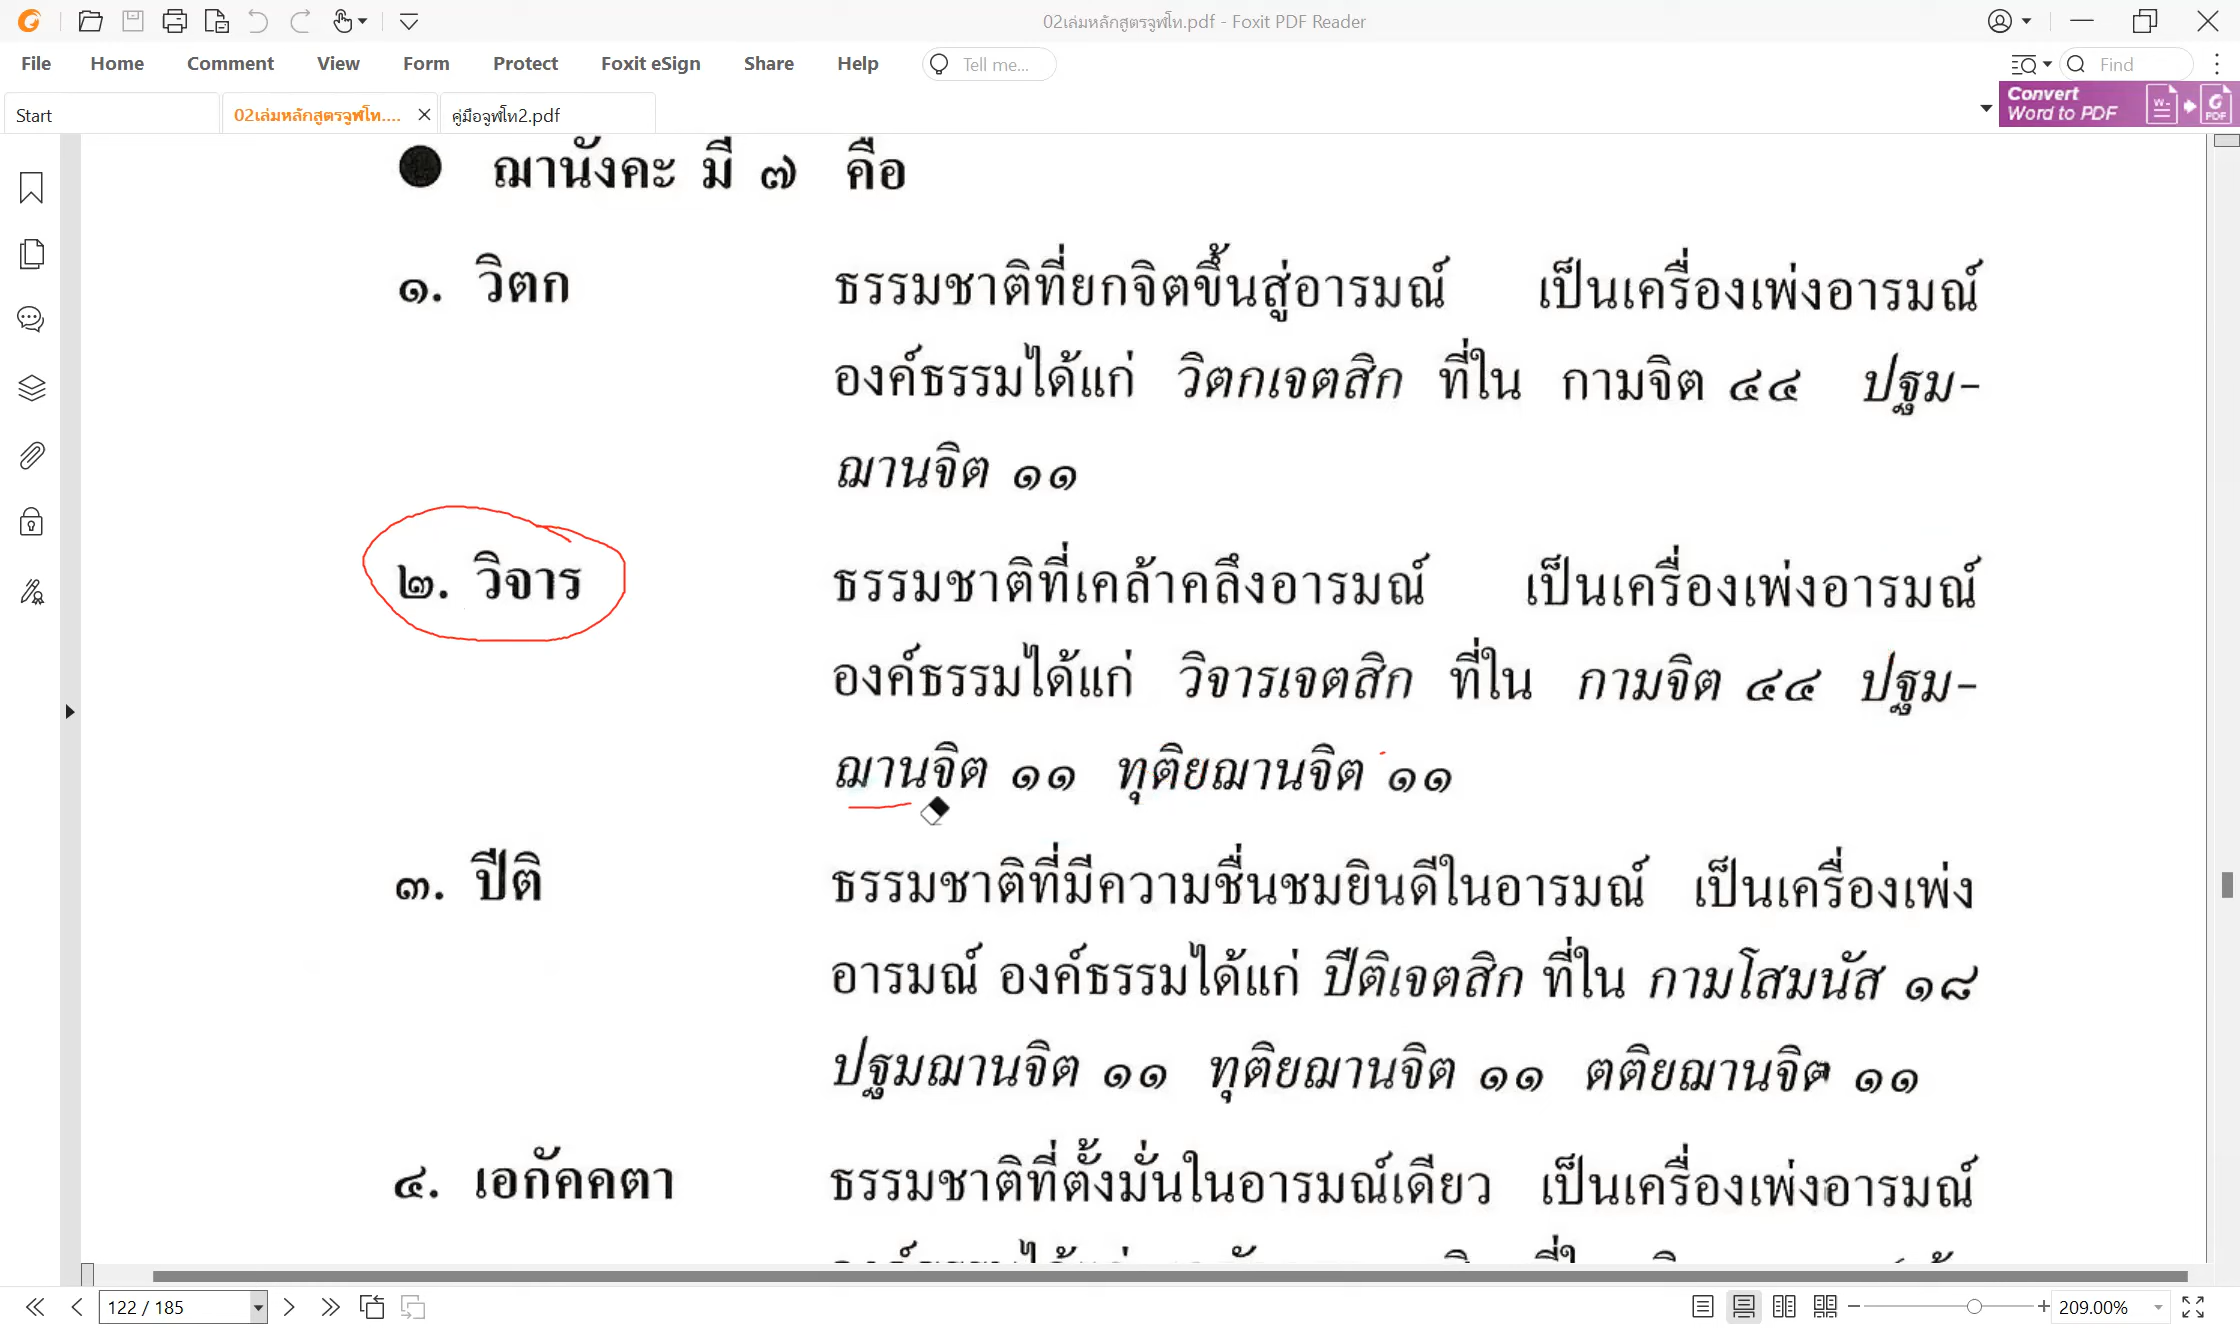 02เล่มหลักสูตรจูฬโท.pdf - Foxit PDF Reader
File Home Comment View Form Protect Foxit eSign Share Help Tell me... Find
Start 02เล่มหลักสูตรจูฬโท.... คู่มือจูฬโท2.pdf
Convert
Word to PDF
ฌานังคะ มี ๗ คือ
๑. วิตก ธรรมชาติที่ยกจิตขึ้นสู่อารมณ์ เป็นเครื่องเพ่งอารมณ์
องค์ธรรมได้แก่ วิตกเจตสิก ที่ใน กามจิต ๔๔ ปฐม-
ฌานจิต ๑๑
๒. วิจาร ธรรมชาติที่เคล้าคลึงอารมณ์ เป็นเครื่องเพ่งอารมณ์
องค์ธรรมได้แก่ วิจารเจตสิก ที่ใน กามจิต ๔๔ ปฐม-
ฌานจิต ๑๑ ทุติยฌานจิต ๑๑
๓. ปีติ ธรรมชาติที่มีความชื่นชมยินดีในอารมณ์ เป็นเครื่องเพ่ง
อารมณ์ องค์ธรรมได้แก่ ปีติเจตสิก ที่ใน กามโสมนัส ๑๘
ปฐมฌานจิต ๑๑ ทุติยฌานจิต ๑๑ ตติยฌานจิต ๑๑
๔. เอกัคคตา ธรรมชาติที่ตั้งมั่นในอารมณ์เดียว เป็นเครื่องเพ่งอารมณ์
122 / 185 209.00%